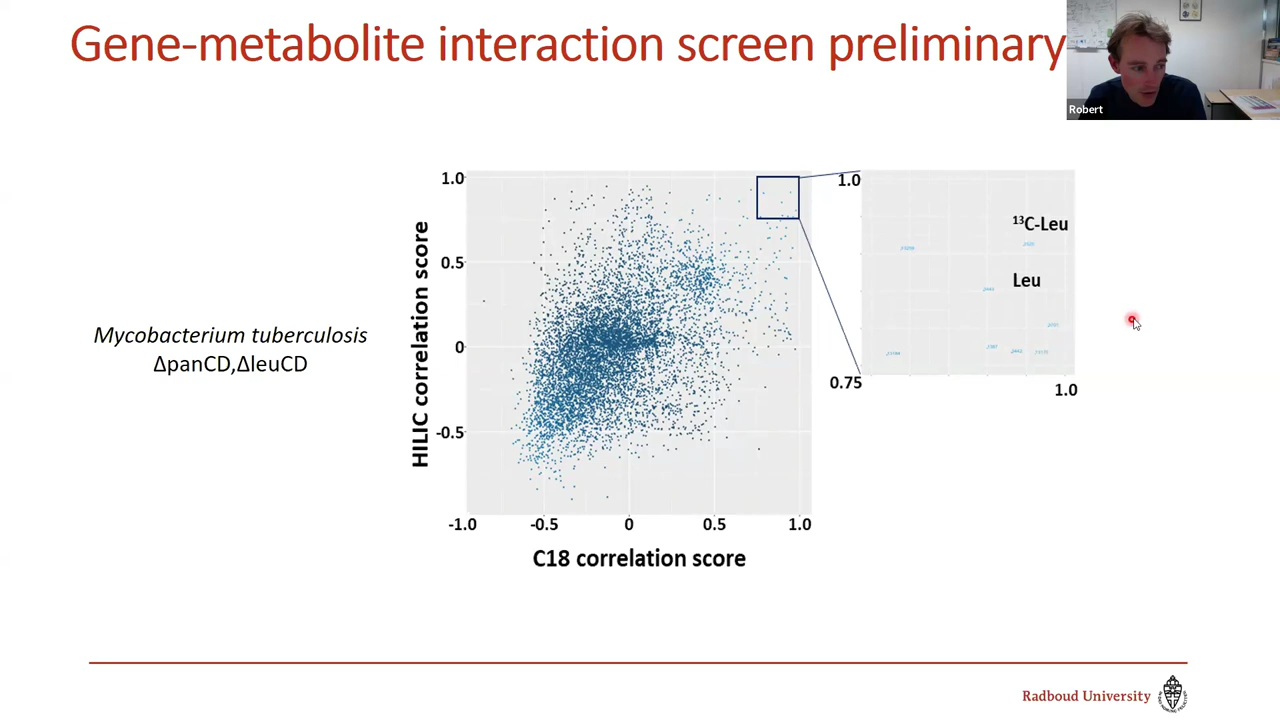 Gene-metabolite interaction screen preliminary
Robert
Mycobacterium tuberculosis
ΔpanCD,ΔleuCD
HILIC correlation score
1.0
0.5
0
-0.5
-1.0
-0.5
0
0.5
1.0
C18 correlation score
1.0
0.75
1.0
¹³C-Leu
Leu
Radboud University